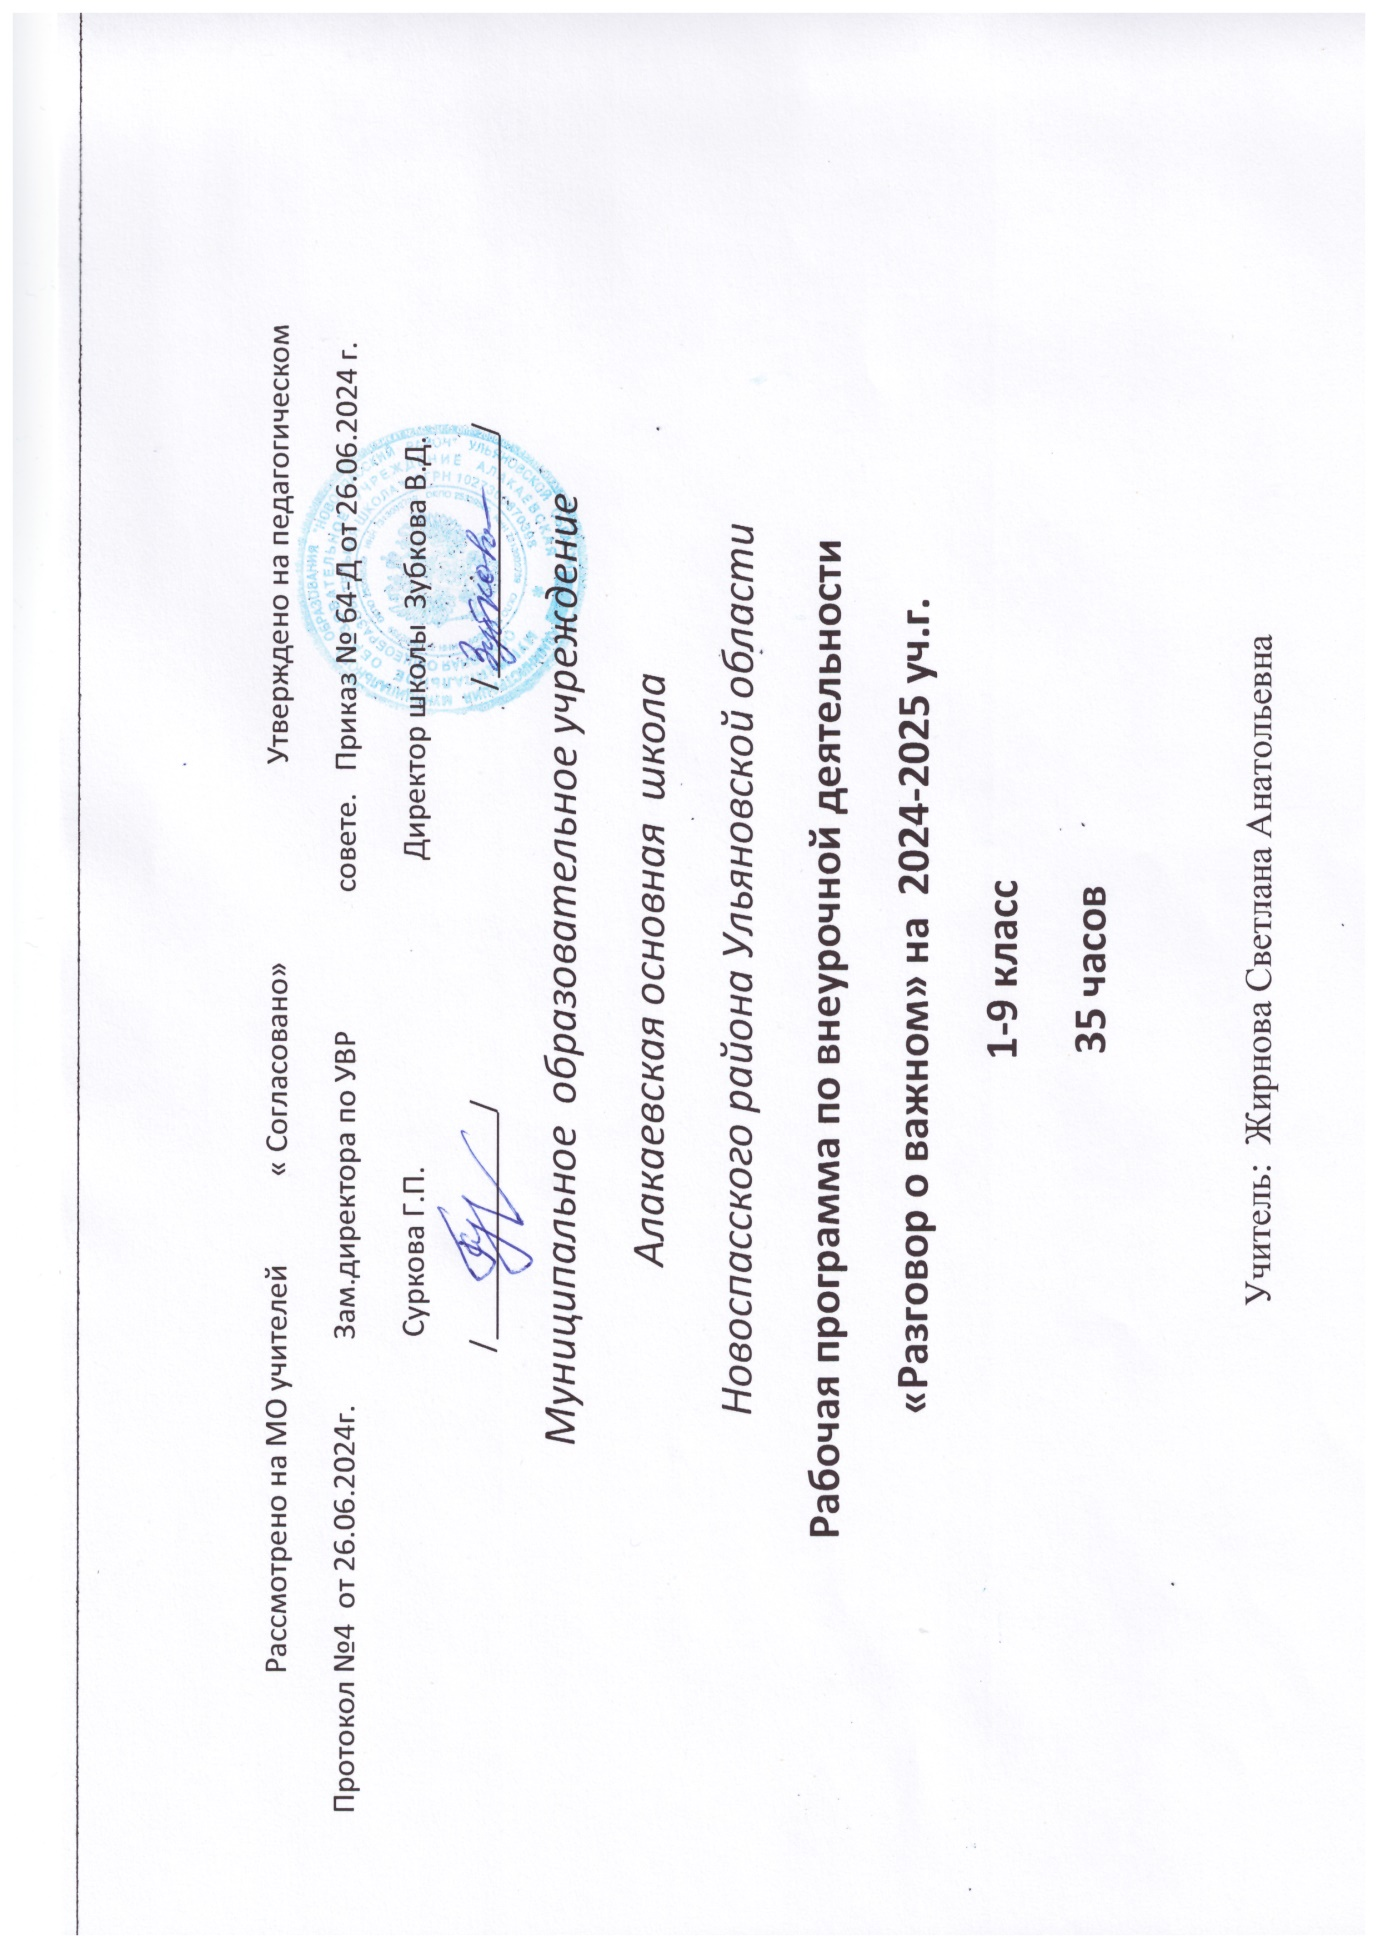 Рассмотрено на МО учителей « Согласовано» Утверждено на педагогическом
Протокол №4 от 26.06.2024г. Зам.директора по УВР совете. Приказ № 64-Д от 26.06.2024 г.
Суркова Г.П. Директор школы Зубкова В.Д.
/ / / /
Муниципальное образовательное учреждение
Алакаевская основная школа
Новоспасского района Ульяновской области
Рабочая программа по внеурочной деятельности
«Разговор о важном» на 2024-2025 уч.г.
1-9 класс
35 часов
Учитель: Жирнова Светлана Анатольевна